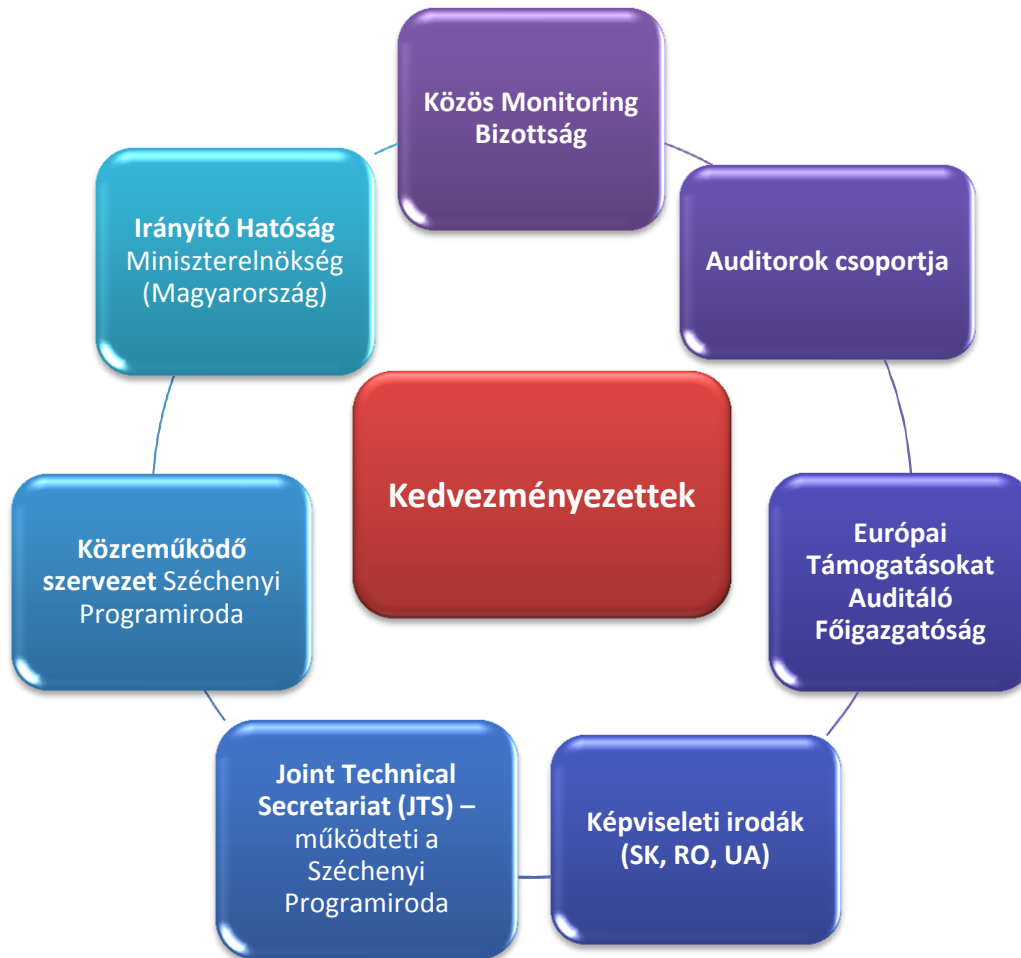 Közös Monitoring
Bizottság
Auditorok csoportja
Európai
Támogatásokat
Auditáló
Főigazgatóság
Képviseleti irodák
(SK, RO, UA)
Joint Technical
Secretariat (JTS) –
működteti a
Széchenyi
Programiroda
Közreműködő
szervezet Széchenyi
Programiroda
Irányító Hatóság
Miniszterelnökség
(Magyarország)
Kedvezményezettek